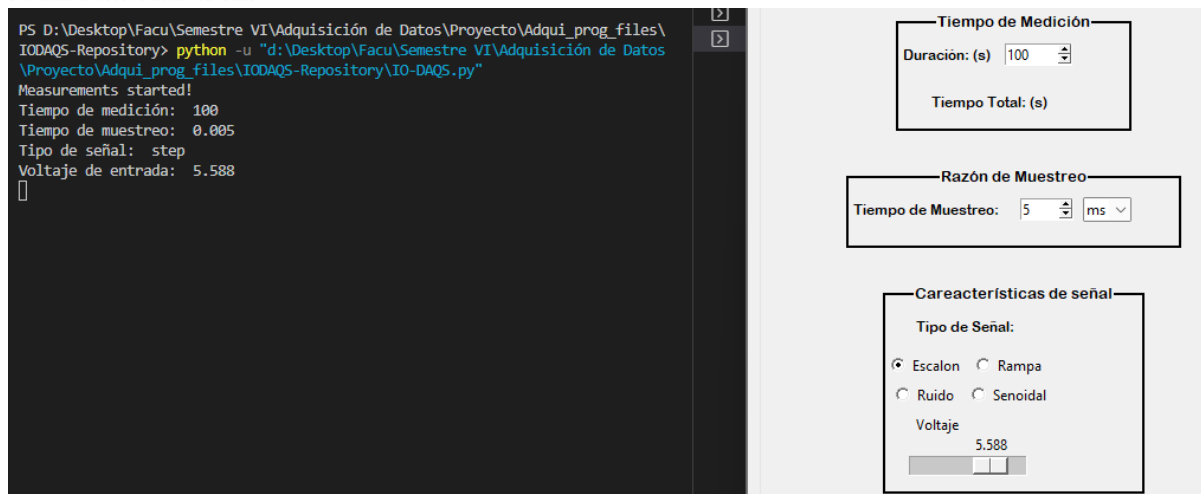 PS D:\Desktop\Facu\Semestre VI\Adquisición de Datos\Proyecto\Adqui_prog_files\
IODAQS-Repository> python -u "d:\Desktop\Facu\Semestre VI\Adquisición de Datos
\Proyecto\Adqui_prog_files\IODAQS-Repository\IO-DAQS.py"
Measurements started!
Tiempo de medición:  100
Tiempo de muestreo:  0.005
Tipo de señal:  step
Voltaje de entrada:  5.588
Tiempo de Medición
Duración: (s) 100
Tiempo Total: (s)
Razón de Muestreo
Tiempo de Muestreo: 5 ms
Careacterísticas de señal
Tipo de Señal:
Escalon Rampa
Ruido Senoidal
Voltaje
5.588